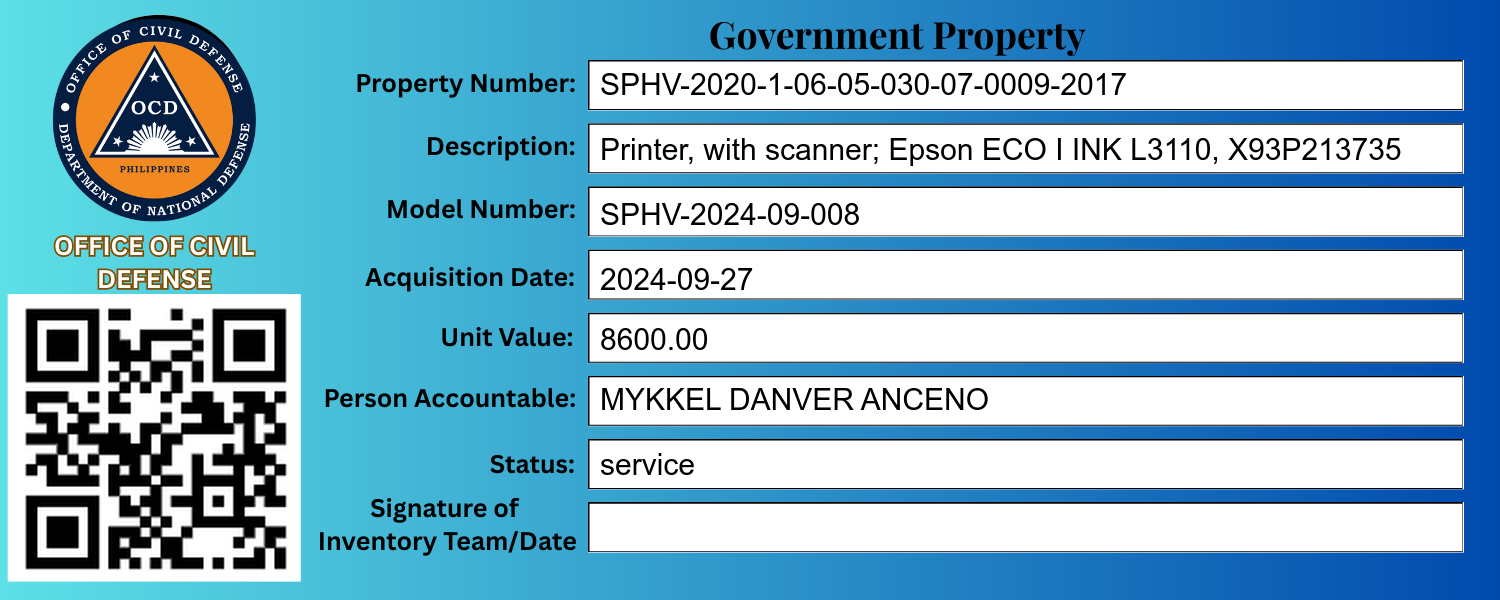 OFFICE OF CIVIL DEFENSE
OCD
PHILIPPINES
DEPARTMENT OF NATIONAL DEFENSE
OFFICE OF CIVIL
DEFENSE
Government Property
Property Number: SPHV-2020-1-06-05-030-07-0009-2017
Description: Printer, with scanner; Epson ECO I INK L3110, X93P213735
Model Number: SPHV-2024-09-008
Acquisition Date: 2024-09-27
Unit Value: 8600.00
Person Accountable: MYKKEL DANVER ANCENO
Status: service
Signature of
Inventory Team/Date